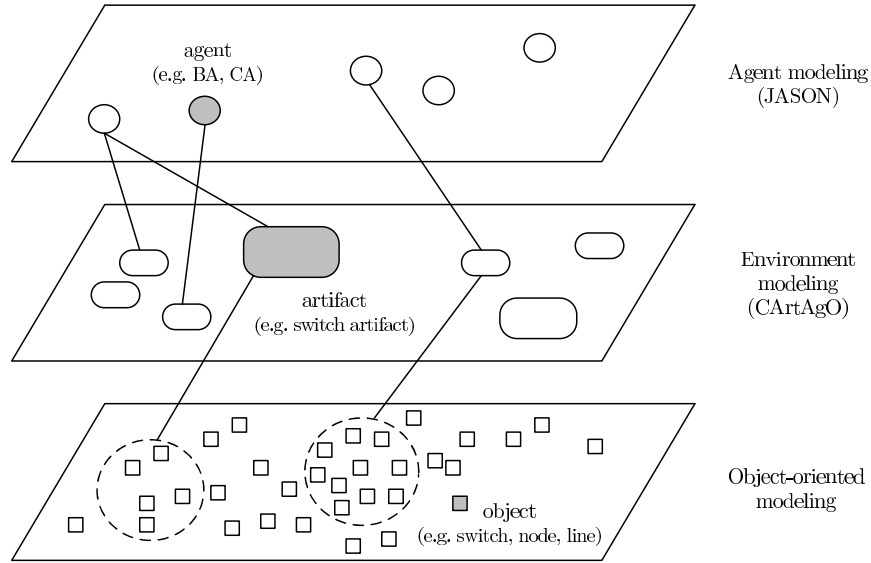 agent
(e.g. BA, CA)
Agent modeling
(JASON)
artifact
(e.g. switch artifact)
Environment
modeling
(CArtAgO)
object
(e.g. switch, node, line)
Object-oriented
modeling